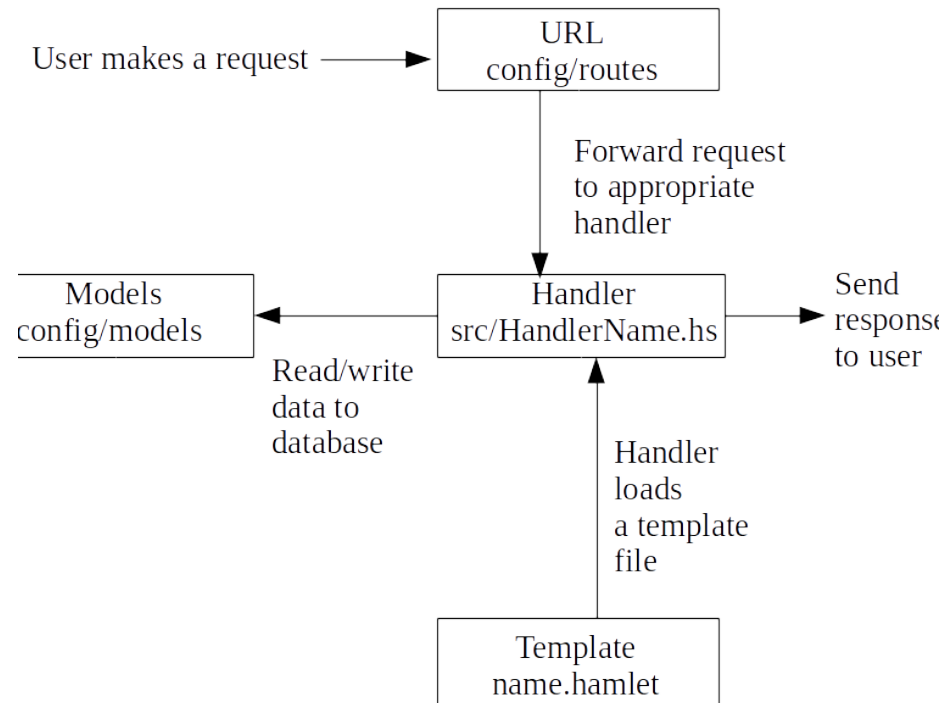 User makes a request
URL
config/routes
Forward request
to appropriate
handler
Models
config/models
Handler
src/HandlerName.hs
Send
response
to user
Read/write
data to
database
Handler
loads
a template
file
Template
name.hamlet